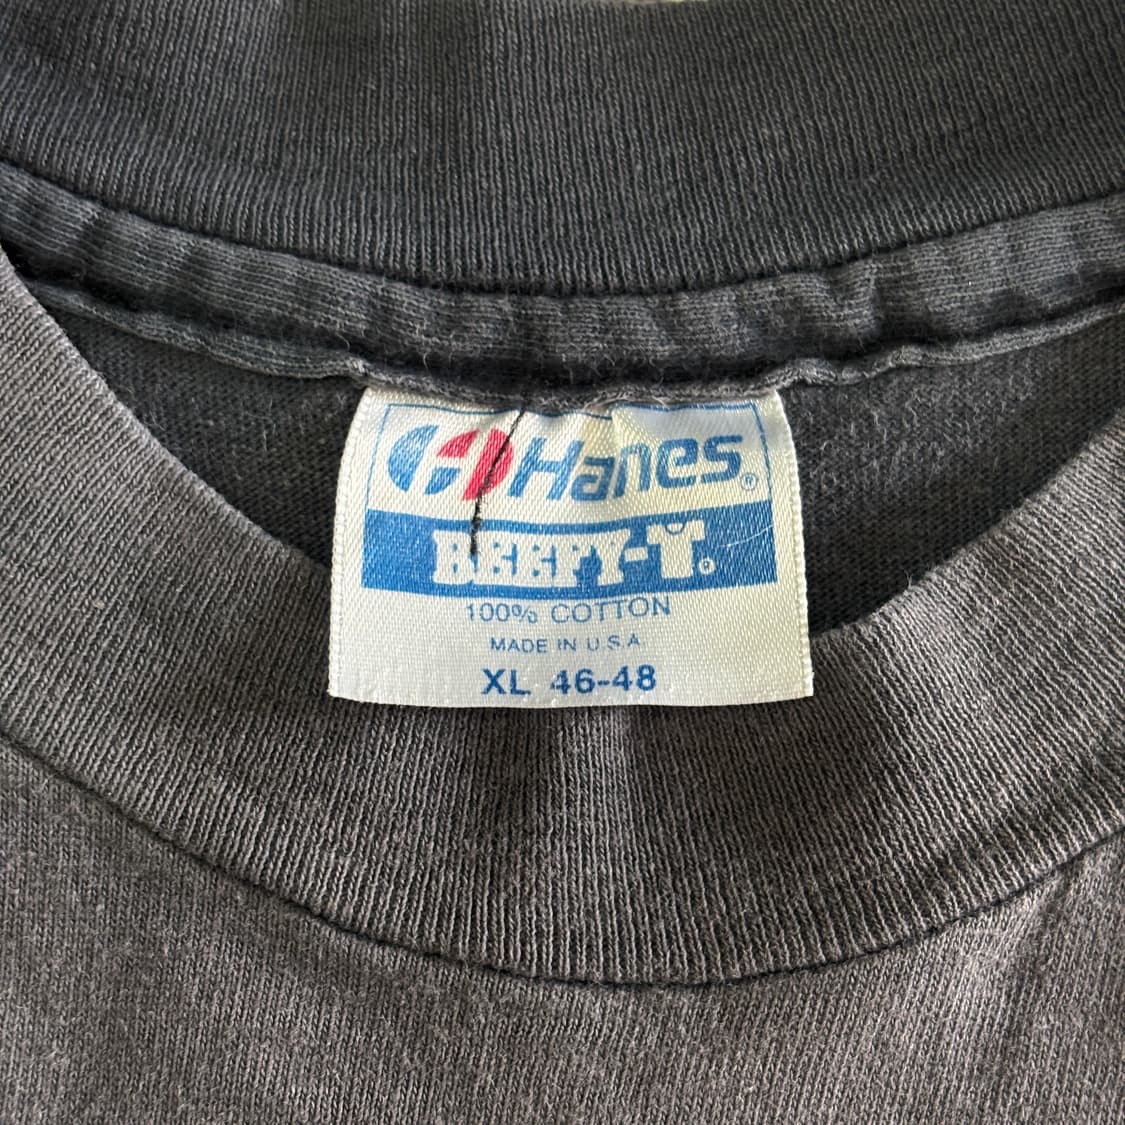 Hanes®
BEEFY-T®
100% COTTON
MADE IN U.S.A.
XL 46-48